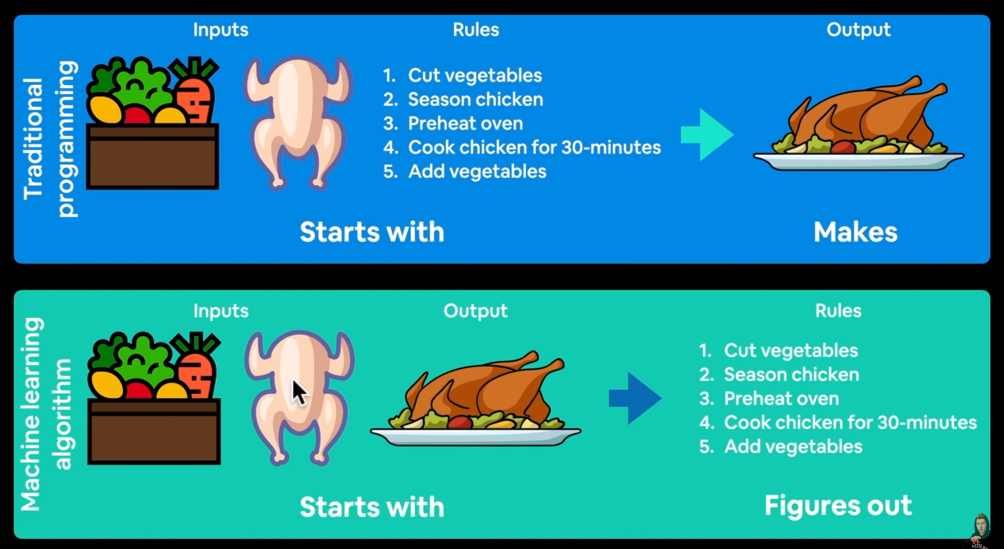 Inputs
Rules
Output
Traditional
programming
1. Cut vegetables
2. Season chicken
3. Preheat oven
4. Cook chicken for 30-minutes
5. Add vegetables
Starts with
Makes
Inputs
Output
Rules
Machine learning
algorithm
1. Cut vegetables
2. Season chicken
3. Preheat oven
4. Cook chicken for 30-minutes
5. Add vegetables
Starts with
Figures out